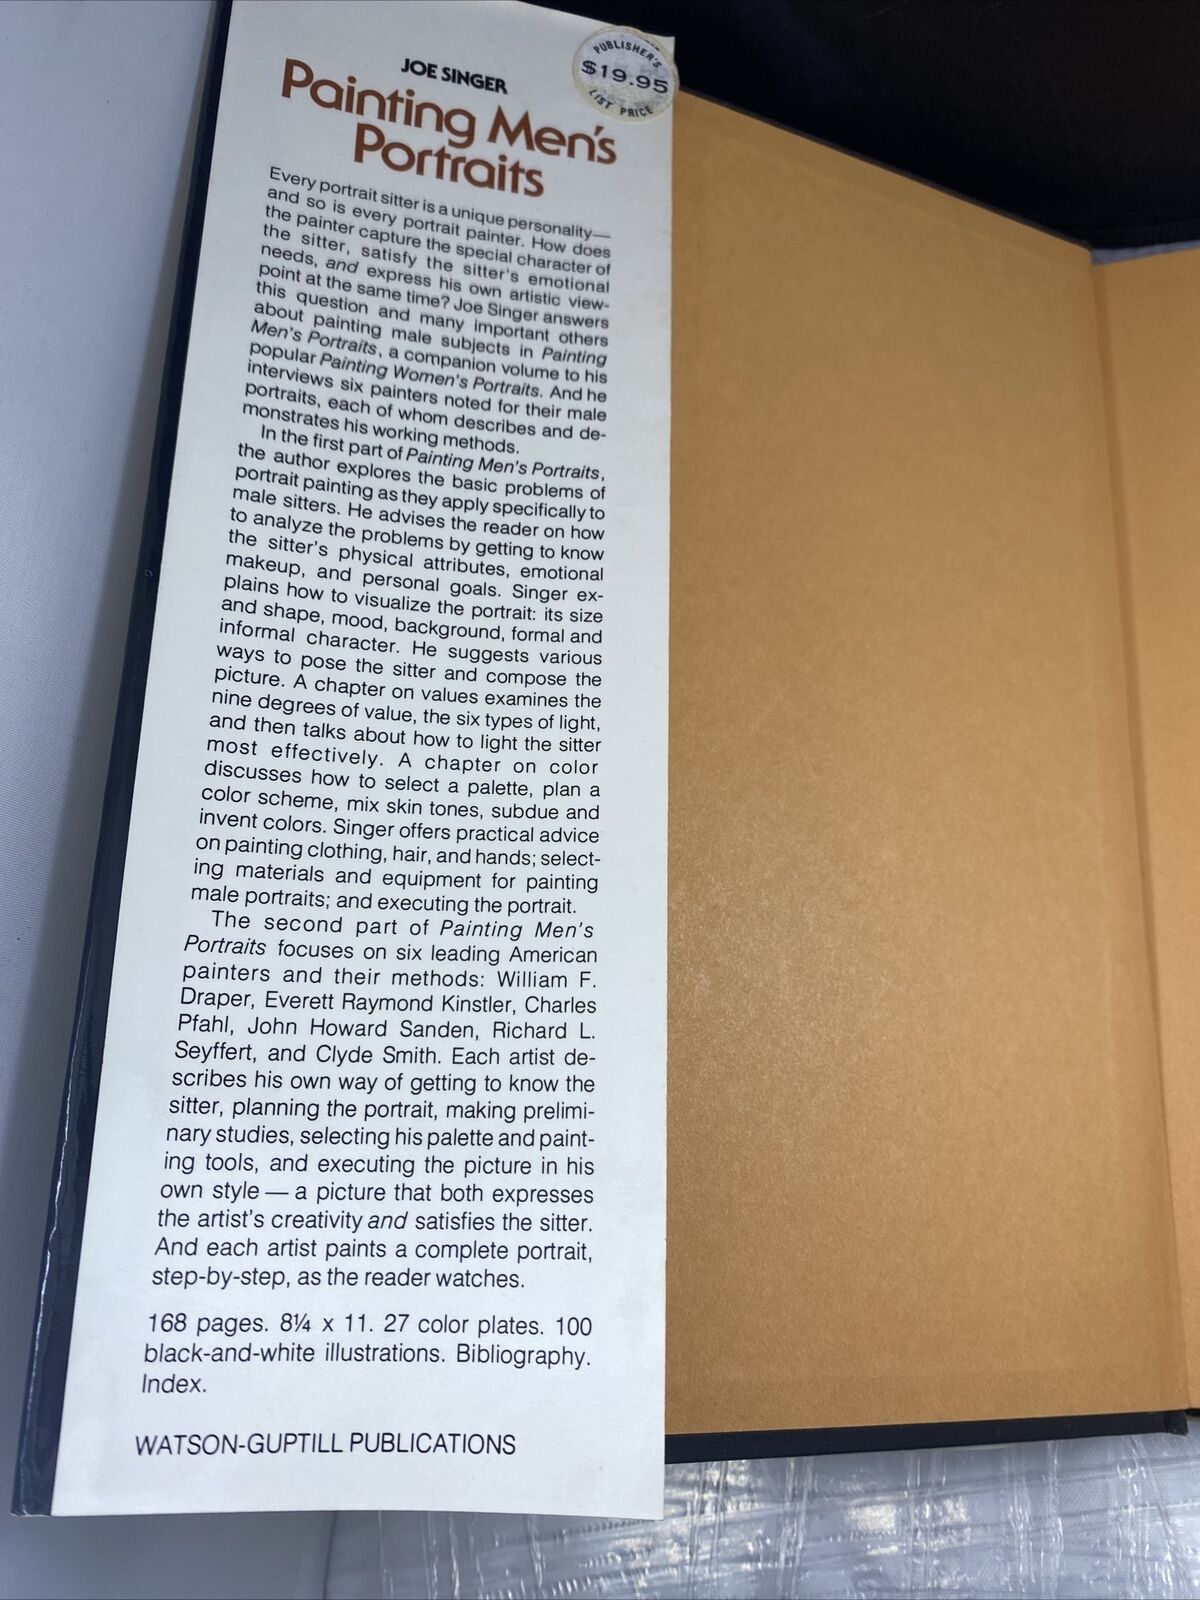 JOE SINGER
Painting Men's
Portraits
PUBLISHER'S
$19.95
LIST PRICE
Every portrait sitter is a unique personality—
and so is every portrait painter. How does
the painter capture the special character of
the sitter, satisfy the sitter's emotional
needs, and express his own artistic view-
point at the same time? Joe Singer answers
this question and many important others
about painting male subjects in Painting
Men's Portraits, a companion volume to his
popular Painting Women's Portraits. And he
interviews six painters noted for their male
portraits, each of whom describes and de-
monstrates his working methods.
In the first part of Painting Men's Portraits,
the author explores the basic problems of
portrait painting as they apply specifically to
male sitters. He advises the reader on how
to analyze the problems by getting to know
the sitter's physical attributes, emotional
makeup, and personal goals. Singer ex-
plains how to visualize the portrait: its size
and shape, mood, background, formal and
informal character. He suggests various
ways to pose the sitter and compose the
picture. A chapter on values examines the
nine degrees of value, the six types of light,
and then talks about how to light the sitter
most effectively. A chapter on color
discusses how to select a palette, plan a
color scheme, mix skin tones, subdue and
invent colors. Singer offers practical advice
on painting clothing, hair, and hands; select-
ing materials and equipment for painting
male portraits; and executing the portrait.
The second part of Painting Men's
Portraits focuses on six leading American
painters and their methods: William F.
Draper, Everett Raymond Kinstler, Charles
Pfahl, John Howard Sanden, Richard L.
Seyffert, and Clyde Smith. Each artist de-
scribes his own way of getting to know the
sitter, planning the portrait, making prelimi-
nary studies, selecting his palette and paint-
ing tools, and executing the picture in his
own style — a picture that both expresses
the artist's creativity and satisfies the sitter.
And each artist paints a complete portrait,
step-by-step, as the reader watches.
168 pages. 8¼ x 11. 27 color plates. 100
black-and-white illustrations. Bibliography.
Index.
WATSON-GUPTILL PUBLICATIONS